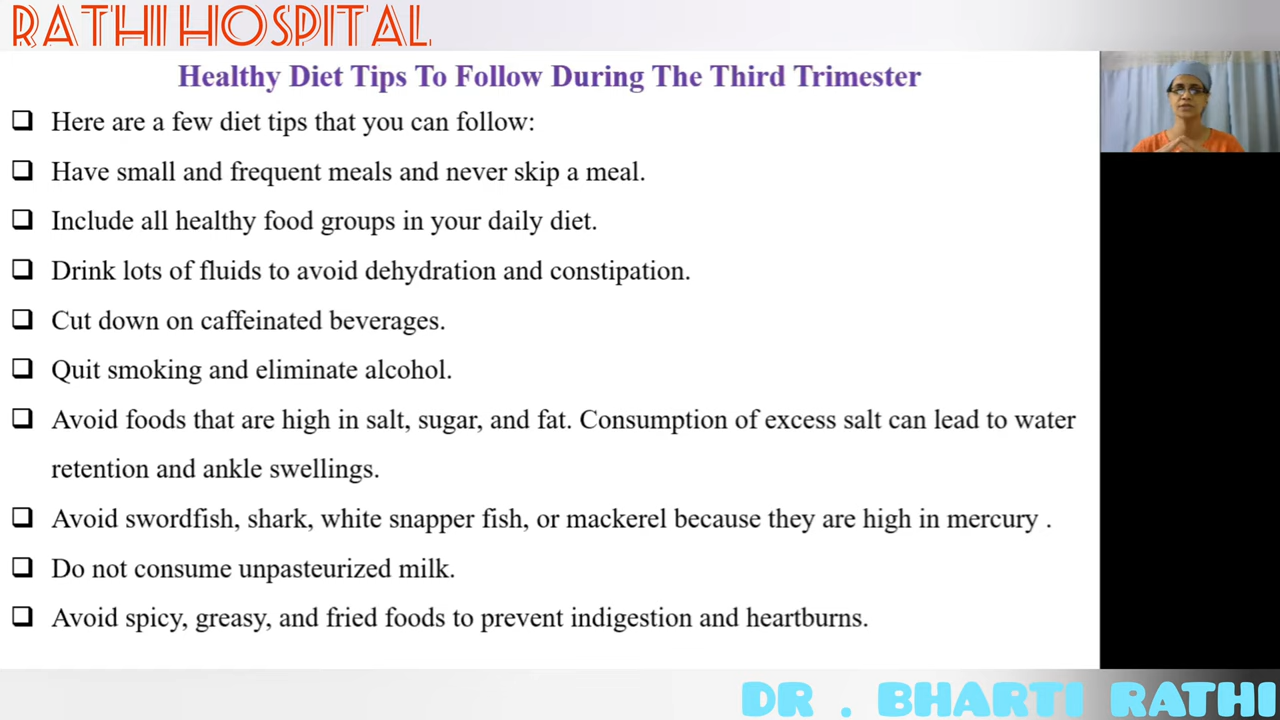 RATHI HOSPITAL
Healthy Diet Tips To Follow During The Third Trimester
❑ Here are a few diet tips that you can follow:
❑ Have small and frequent meals and never skip a meal.
❑ Include all healthy food groups in your daily diet.
❑ Drink lots of fluids to avoid dehydration and constipation.
❑ Cut down on caffeinated beverages.
❑ Quit smoking and eliminate alcohol.
❑ Avoid foods that are high in salt, sugar, and fat. Consumption of excess salt can lead to water
retention and ankle swellings.
❑ Avoid swordfish, shark, white snapper fish, or mackerel because they are high in mercury .
❑ Do not consume unpasteurized milk.
❑ Avoid spicy, greasy, and fried foods to prevent indigestion and heartburns.
DR . BHARTI RATHI